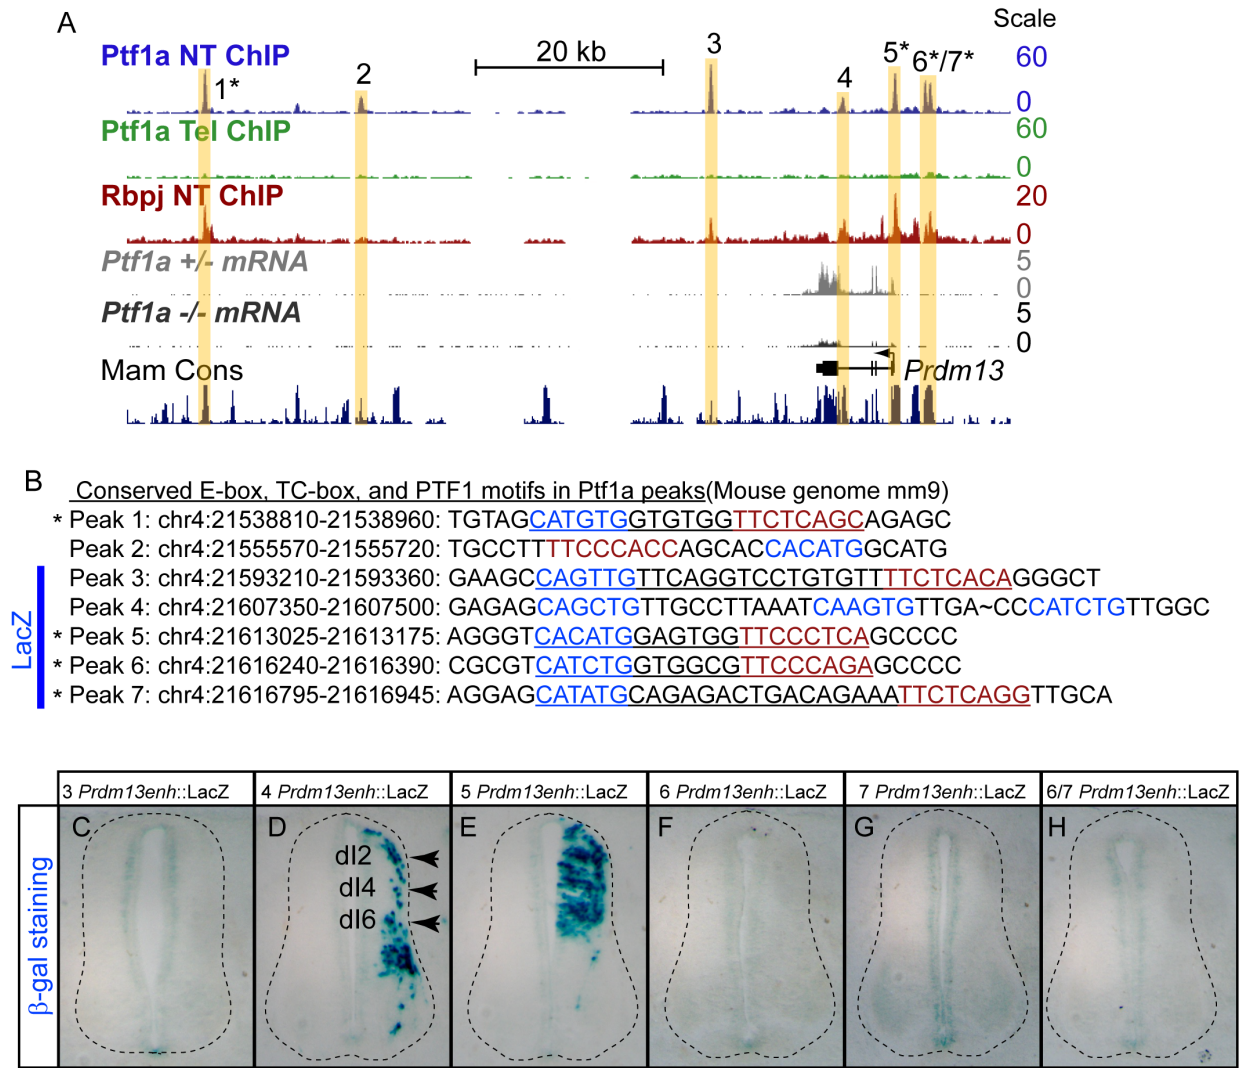 A
Scale
Ptf1a NT ChIP
1*
2
20 kb
3
4
5*
6*/7*
60
0
Ptf1a Tel ChIP
60
0
Rbpj NT ChIP
20
0
Ptf1a +/- mRNA
5
0
Ptf1a -/- mRNA
5
0
Mam Cons
Prdm13
B
Conserved E-box, TC-box, and PTF1 motifs in Ptf1a peaks(Mouse genome mm9)
* Peak 1: chr4:21538810-21538960: TGTAGCATGTGGTGTGGTTCTCAGCAGAGC
Peak 2: chr4:21555570-21555720: TGCCTTTTCCCACCAGCACCACATGGCATG
Peak 3: chr4:21593210-21593360: GAAGCCAGTTGTTCAGGTCCTGTGTTTTCTCACAGGGCT
Peak 4: chr4:21607350-21607500: GAGAGCAGCTGTTGCCTTAAATCAAGTGTTGA~CCCATCTGTTGGC
* Peak 5: chr4:21613025-21613175: AGGGTCACATGGAGTGGTTCCCTCAGCCCC
* Peak 6: chr4:21616240-21616390: CGCGTCATCTGGTGGCGTTCCCAGAGCCCC
* Peak 7: chr4:21616795-21616945: AGGAGCATATGCAGAGACTGACAGAAATTCTCAGGTTGCA
LacZ
3 Prdm13enh::LacZ
4 Prdm13enh::LacZ
5 Prdm13enh::LacZ
6 Prdm13enh::LacZ
7 Prdm13enh::LacZ
6/7 Prdm13enh::LacZ
β-gal staining
C
D
dI2
dI4
dI6
E
F
G
H